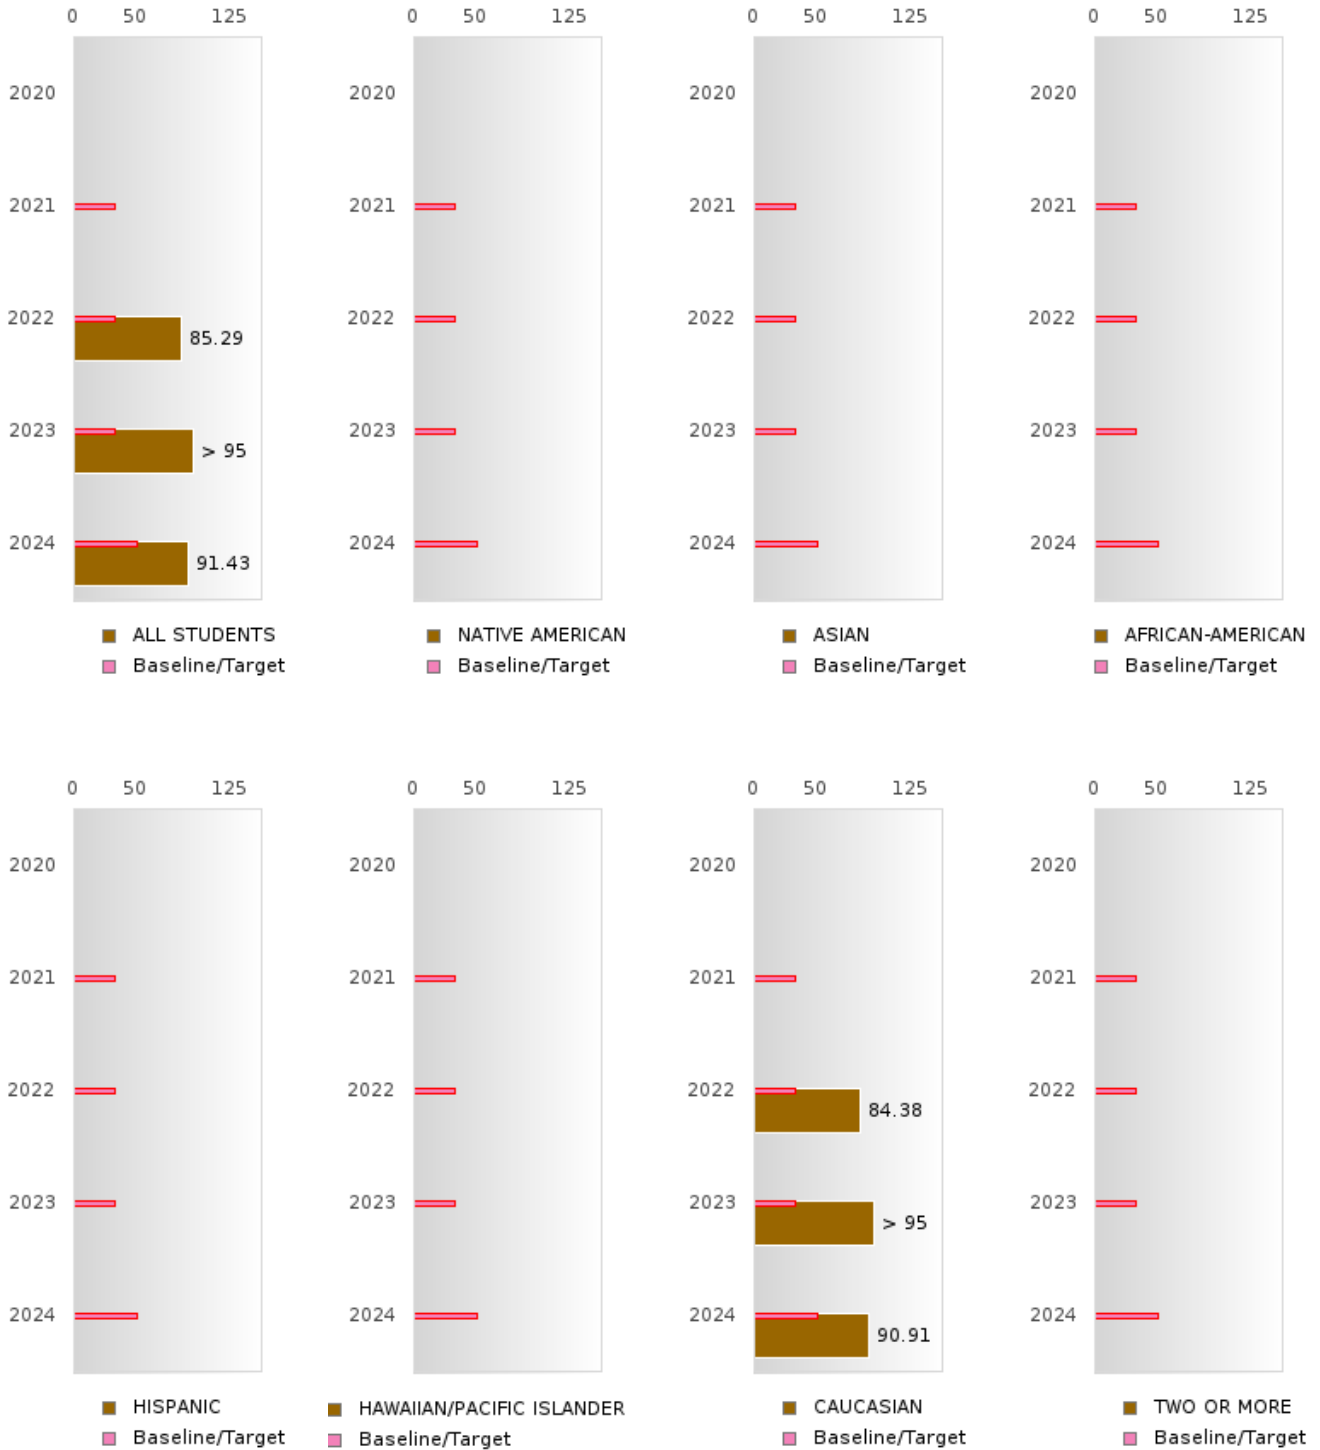 0 50 125 0 50 125 0 50 125 0 50 125
2020 2020 2020 2020
2021 2021 2021 2021
2022 2022 2022 2022
85.29
2023 2023 2023 2023
> 95
2024 2024 2024 2024
91.43
ALL STUDENTS NATIVE AMERICAN ASIAN AFRICAN-AMERICAN
Baseline/Target Baseline/Target Baseline/Target Baseline/Target
0 50 125 0 50 125 0 50 125 0 50 125
2020 2020 2020 2020
2021 2021 2021 2021
2022 2022 2022 2022
84.38
2023 2023 2023 2023
> 95
2024 2024 2024 2024
90.91
HISPANIC HAWAIIAN/PACIFIC ISLANDER CAUCASIAN TWO OR MORE
Baseline/Target Baseline/Target Baseline/Target Baseline/Target